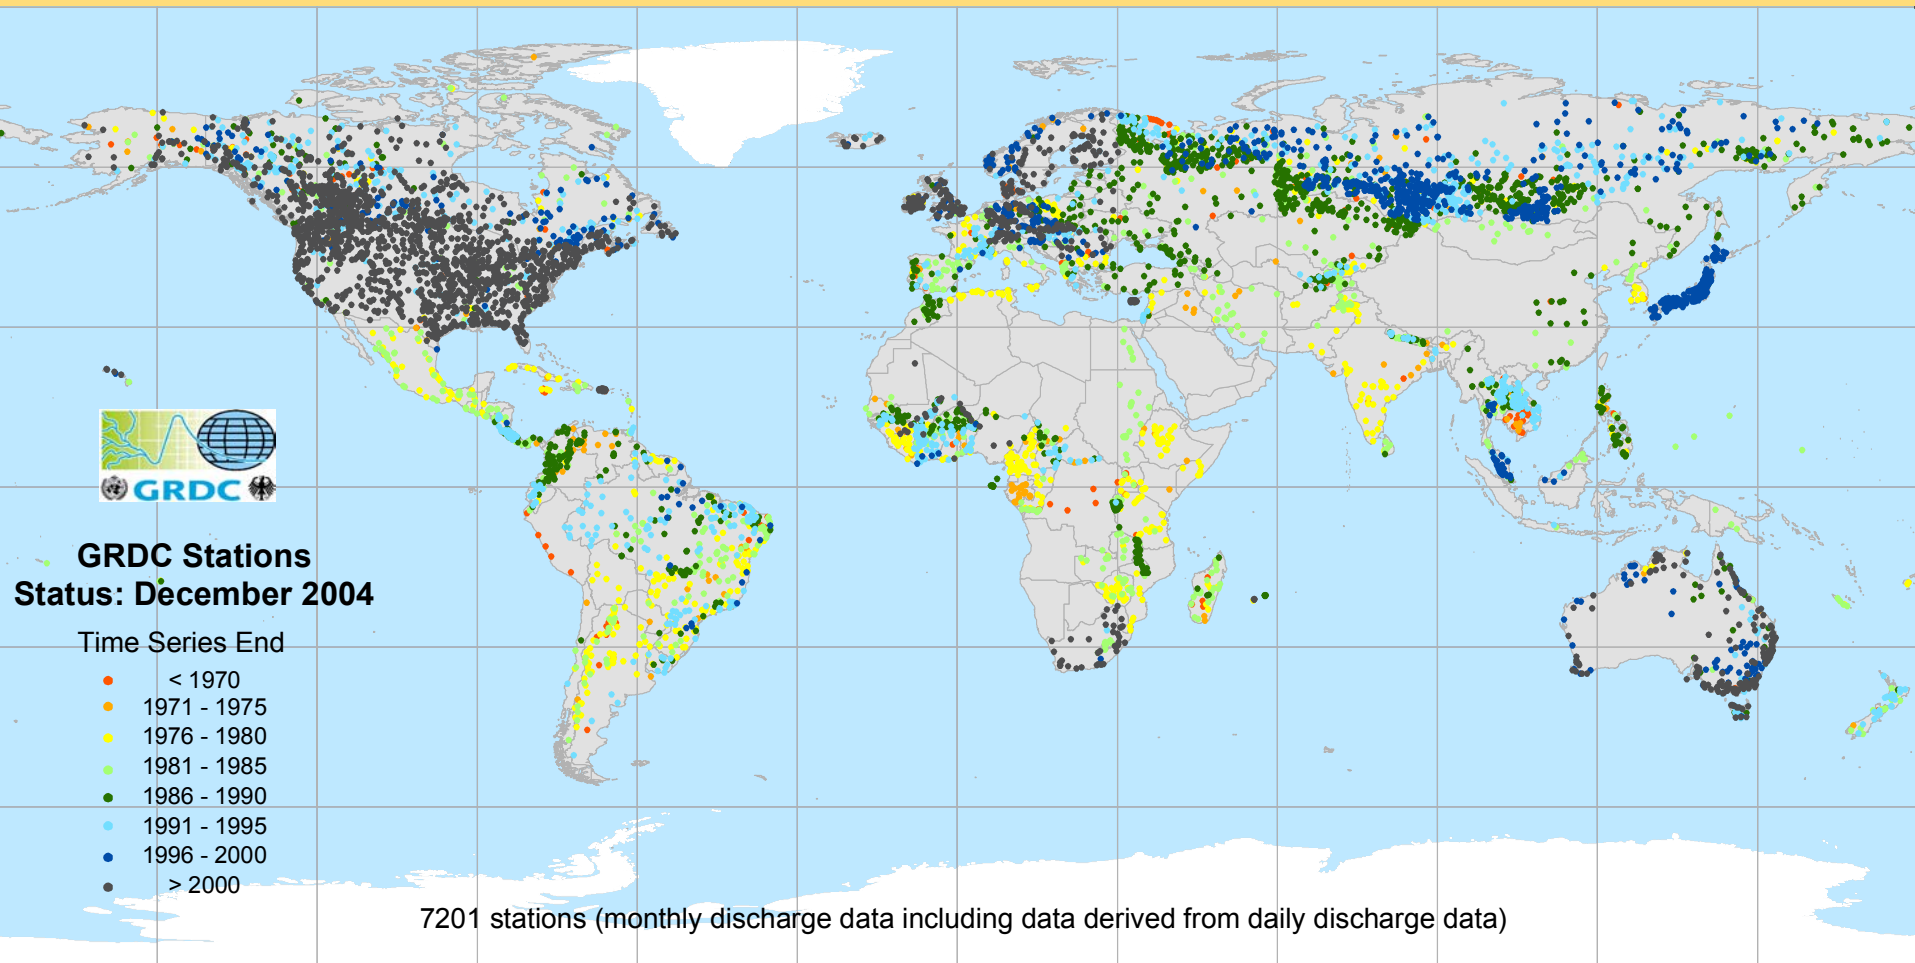 GRDC
GRDC Stations
Status: December 2004
Time Series End
< 1970
1971 - 1975
1976 - 1980
1981 - 1985
1986 - 1990
1991 - 1995
1996 - 2000
> 2000
7201 stations (monthly discharge data including data derived from daily discharge data)